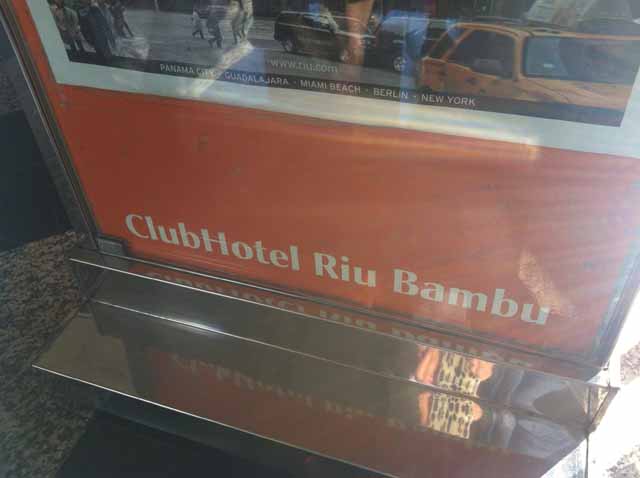 www.riu.com
PANAMA CITY · GUADALAJARA · MIAMI BEACH · BERLIN · NEW YORK
ClubHotel Riu Bambu